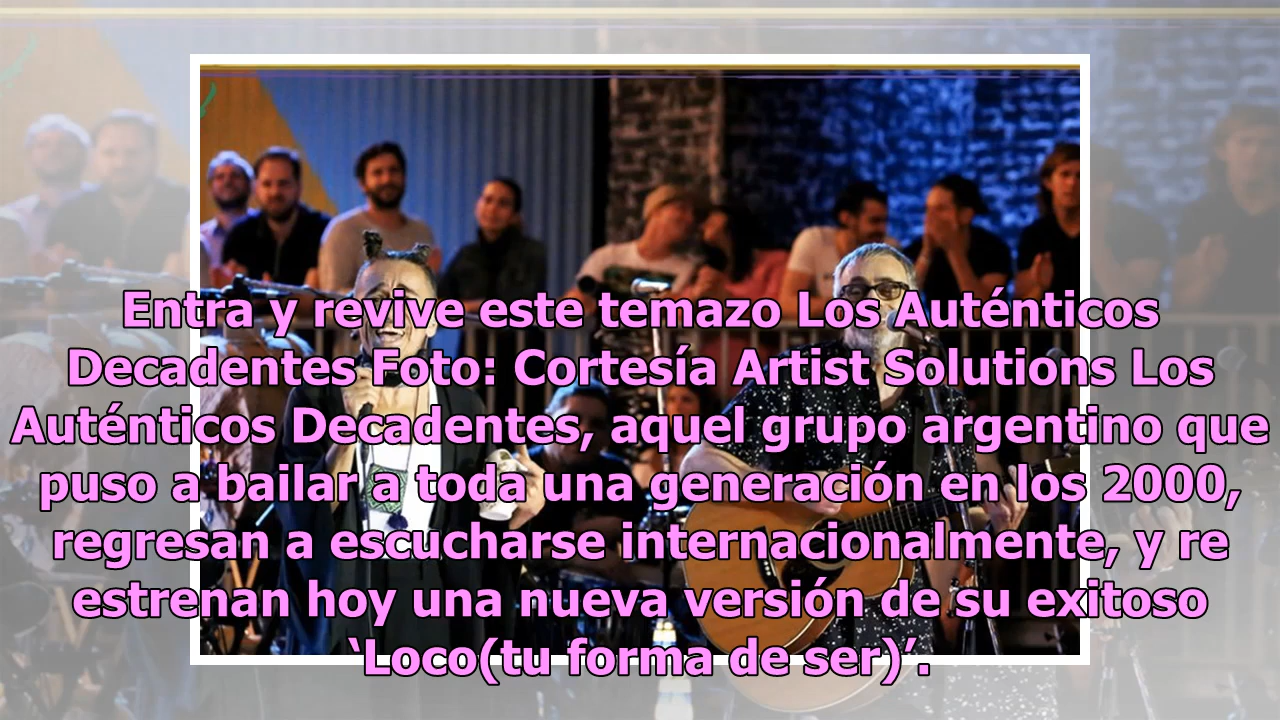 Entra y revive este temazo Los Auténticos
Decadentes Foto: Cortesía Artist Solutions Los
Auténticos Decadentes, aquel grupo argentino que
puso a bailar a toda una generación en los 2000,
regresan a escucharse internacionalmente, y re
estrenan hoy una nueva versión de su exitoso
‘Loco(tu forma de ser)’.